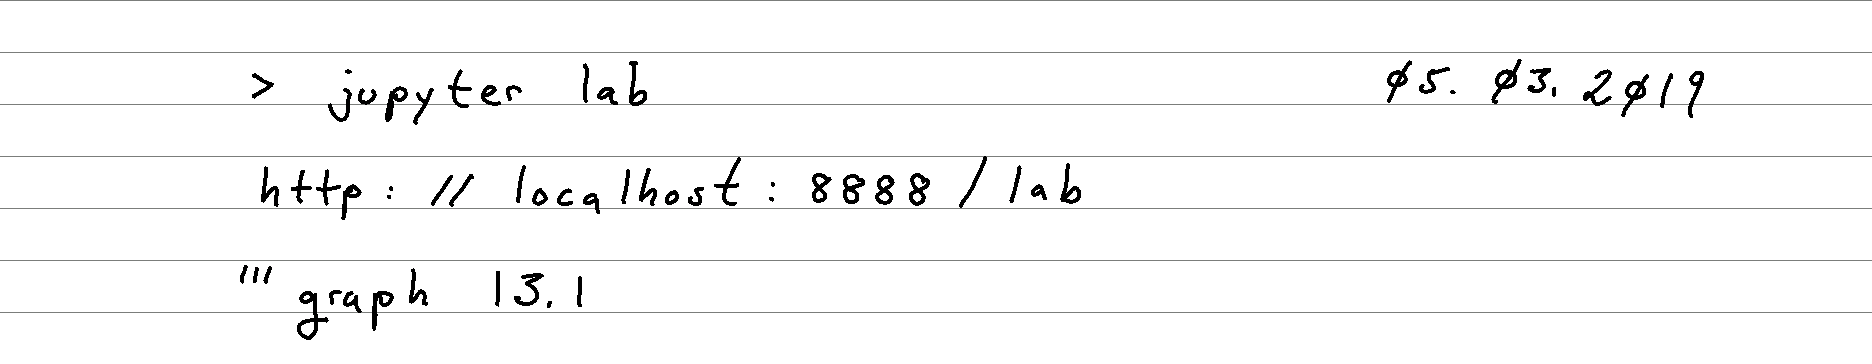 > jupyter lab 05. 03. 2019
http://localhost:8888/lab
''' graph 13.1